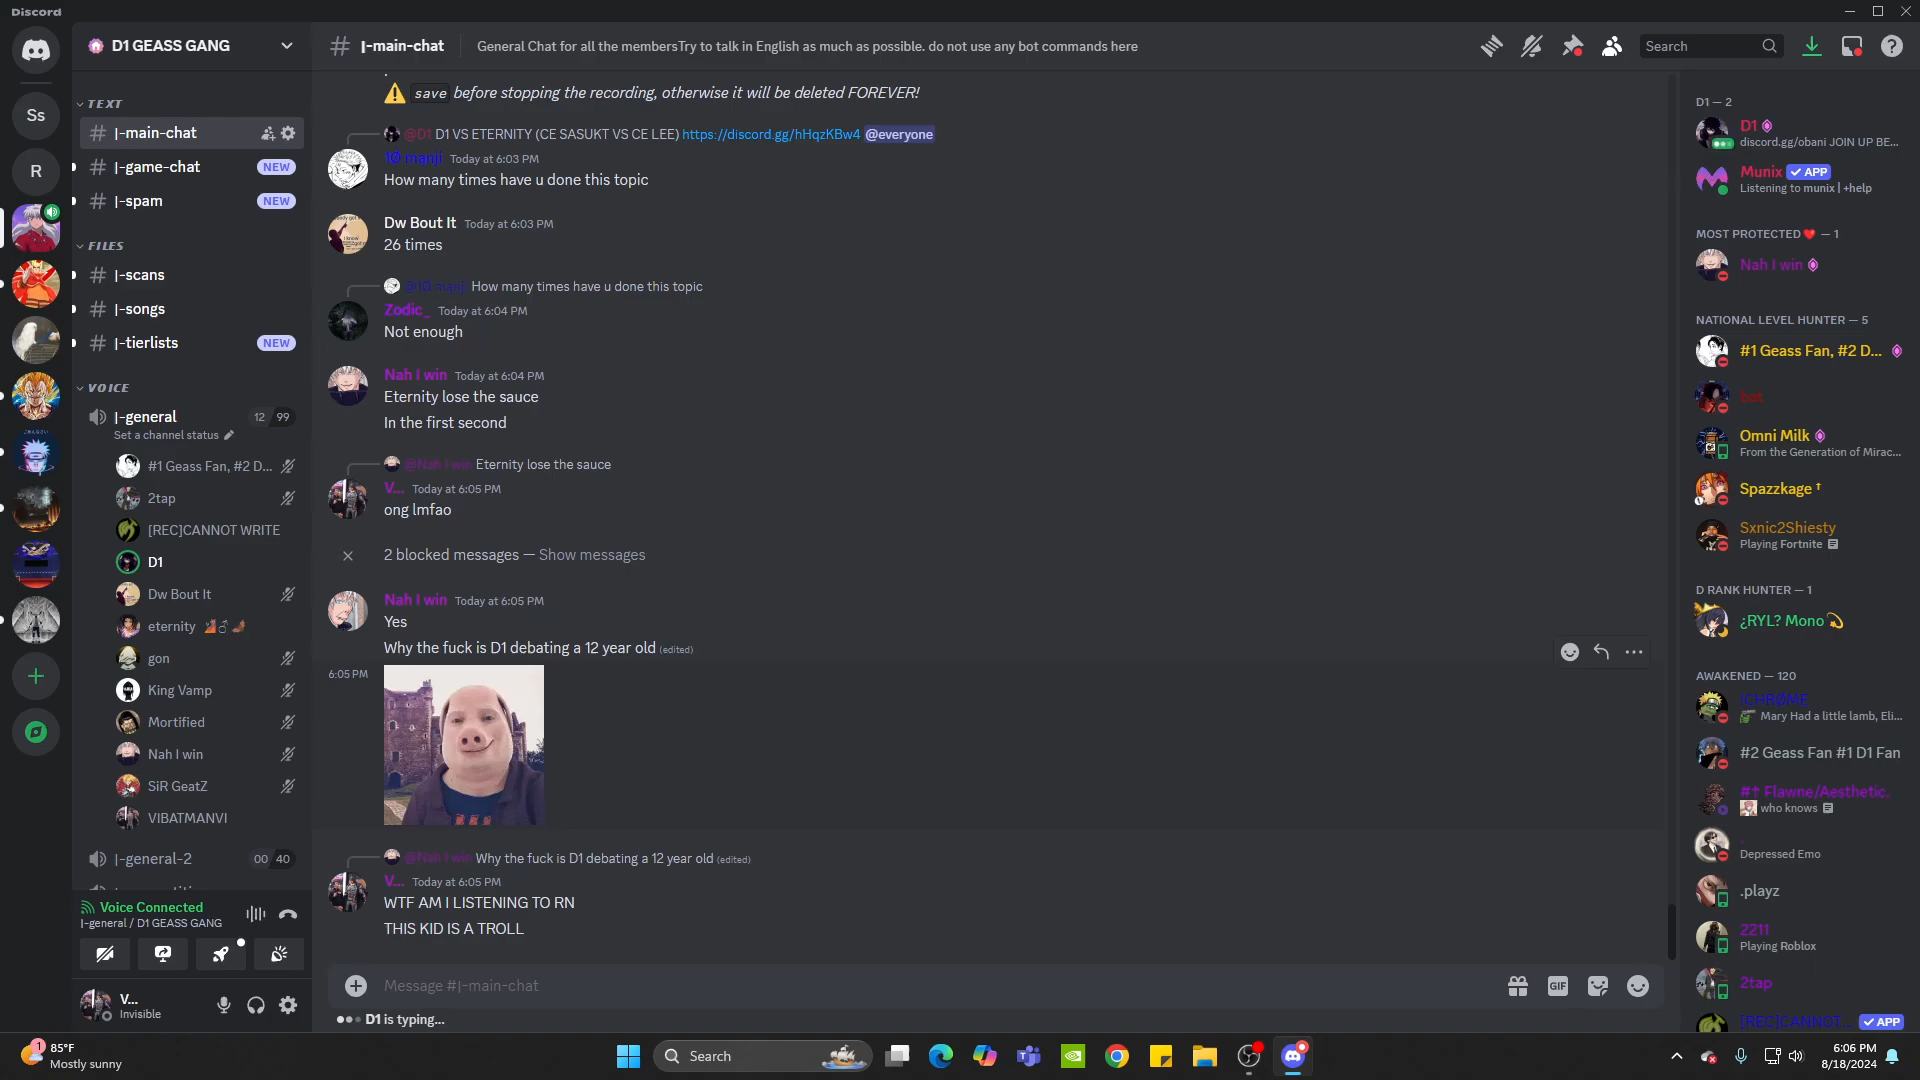 Discord
D1 GEASS GANG
|-main-chat
General Chat for all the membersTry to talk in English as much as possible. do not use any bot commands here
Search
Ss
R
TEXT
|-main-chat
|-game-chat NEW
|-spam NEW
FILES
|-scans
|-songs
|-tierlists NEW
VOICE
|-general 12 99
Set a channel status
#1 Geass Fan, #2 D...
2tap
[REC]CANNOT WRITE
D1
Dw Bout It
eternity
gon
King Vamp
Mortified
Nah I win
SiR GeatZ
VIBATMANVI
|-general-2 00 40
Voice Connected
|-general / D1 GEASS GANG
V...
Invisible
save before stopping the recording, otherwise it will be deleted FOREVER!
@D1 D1 VS ETERNITY (CE SASUKT VS CE LEE) https://discord.gg/hHqzKBw4 @everyone
10 manji Today at 6:03 PM
How many times have u done this topic
Dw Bout It Today at 6:03 PM
26 times
@10 manji How many times have u done this topic
Zodic_ Today at 6:04 PM
Not enough
Nah I win Today at 6:04 PM
Eternity lose the sauce
In the first second
@Nah I win Eternity lose the sauce
V... Today at 6:05 PM
ong lmfao
2 blocked messages — Show messages
Nah I win Today at 6:05 PM
Yes
Why the fuck is D1 debating a 12 year old (edited)
6:05 PM
@Nah I win Why the fuck is D1 debating a 12 year old (edited)
V... Today at 6:05 PM
WTF AM I LISTENING TO RN
THIS KID IS A TROLL
Message #|-main-chat
GIF
D1 is typing...
D1 — 2
D1
discord.gg/obani JOIN UP BE...
Munix ✓ APP
Listening to munix | +help
MOST PROTECTED❤️ — 1
Nah I win
NATIONAL LEVEL HUNTER — 5
#1 Geass Fan, #2 D...
bot
Omni Milk
From the Generation of Mirac...
Spazzkage ↑
Sxnic2Shiesty
Playing Fortnite
D RANK HUNTER — 1
¿RYL? Mono
AWAKENED — 120
Mary Had a little lamb, Eli...
#2 Geass Fan #1 D1 Fan
#† Flawne/Aesthetic.
who knows
.
Depressed Emo
.playz
2211
Playing Roblox
2tap
[REC]CANNOT... ✓ APP
1
85°F
Mostly sunny
Search
6:06 PM
8/18/2024